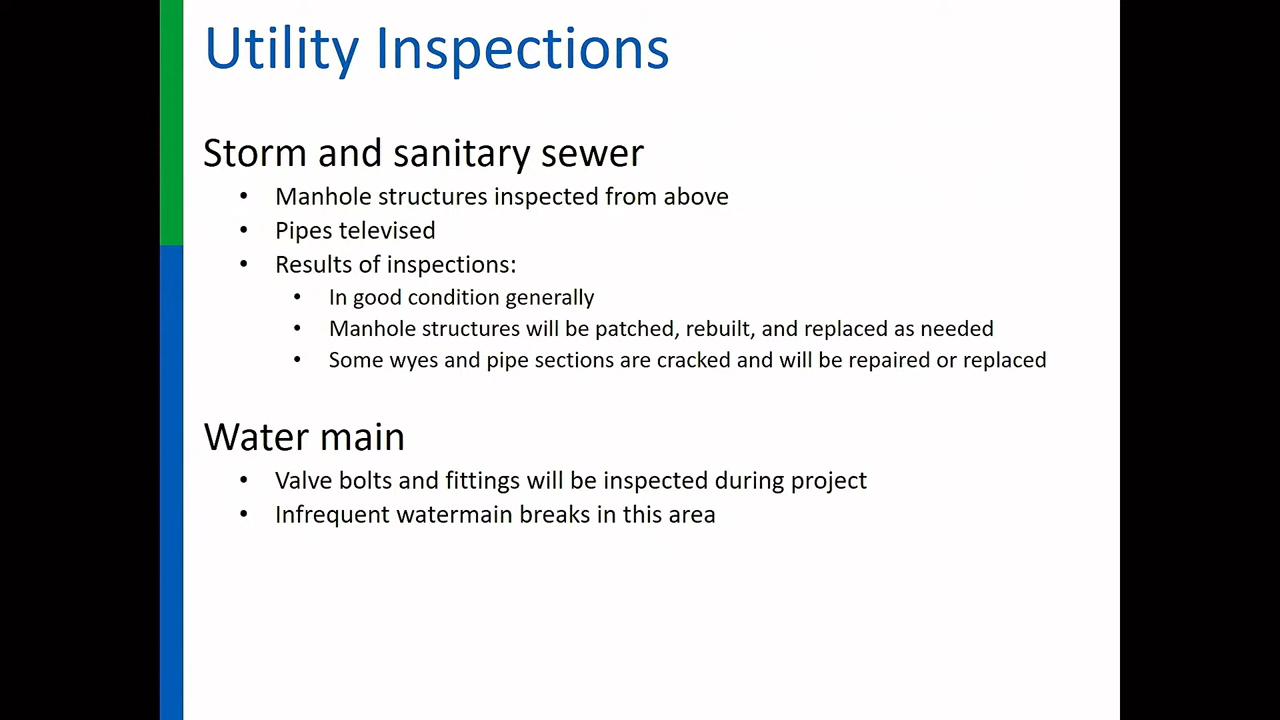 Utility Inspections
Storm and sanitary sewer
• Manhole structures inspected from above
• Pipes televised
• Results of inspections:
• In good condition generally
• Manhole structures will be patched, rebuilt, and replaced as needed
• Some wyes and pipe sections are cracked and will be repaired or replaced
Water main
• Valve bolts and fittings will be inspected during project
• Infrequent watermain breaks in this area